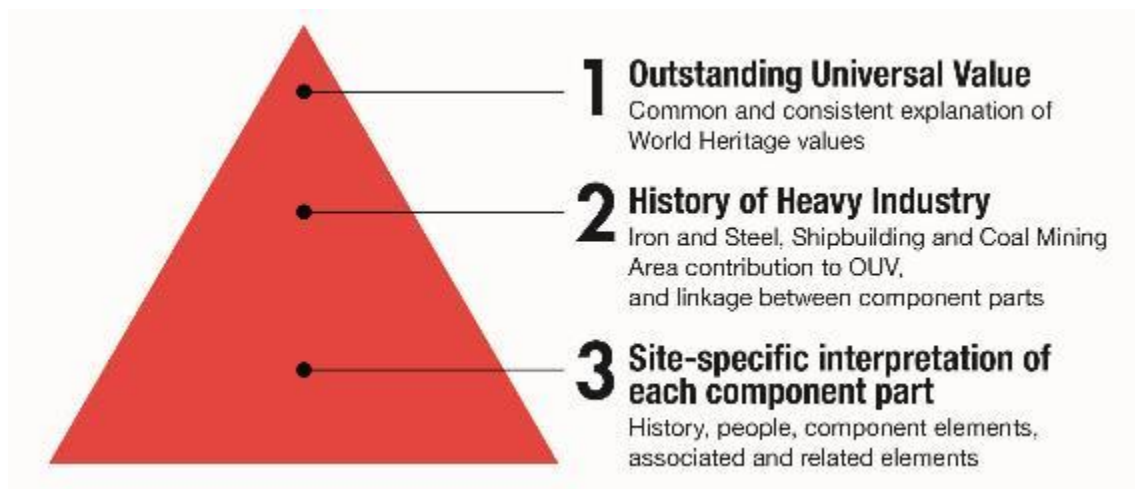 1 Outstanding Universal Value
Common and consistent explanation of
World Heritage values
2 History of Heavy Industry
Iron and Steel, Shipbuilding and Coal Mining
Area contribution to OUV,
and linkage between component parts
3 Site-specific interpretation of
each component part
History, people, component elements,
associated and related elements